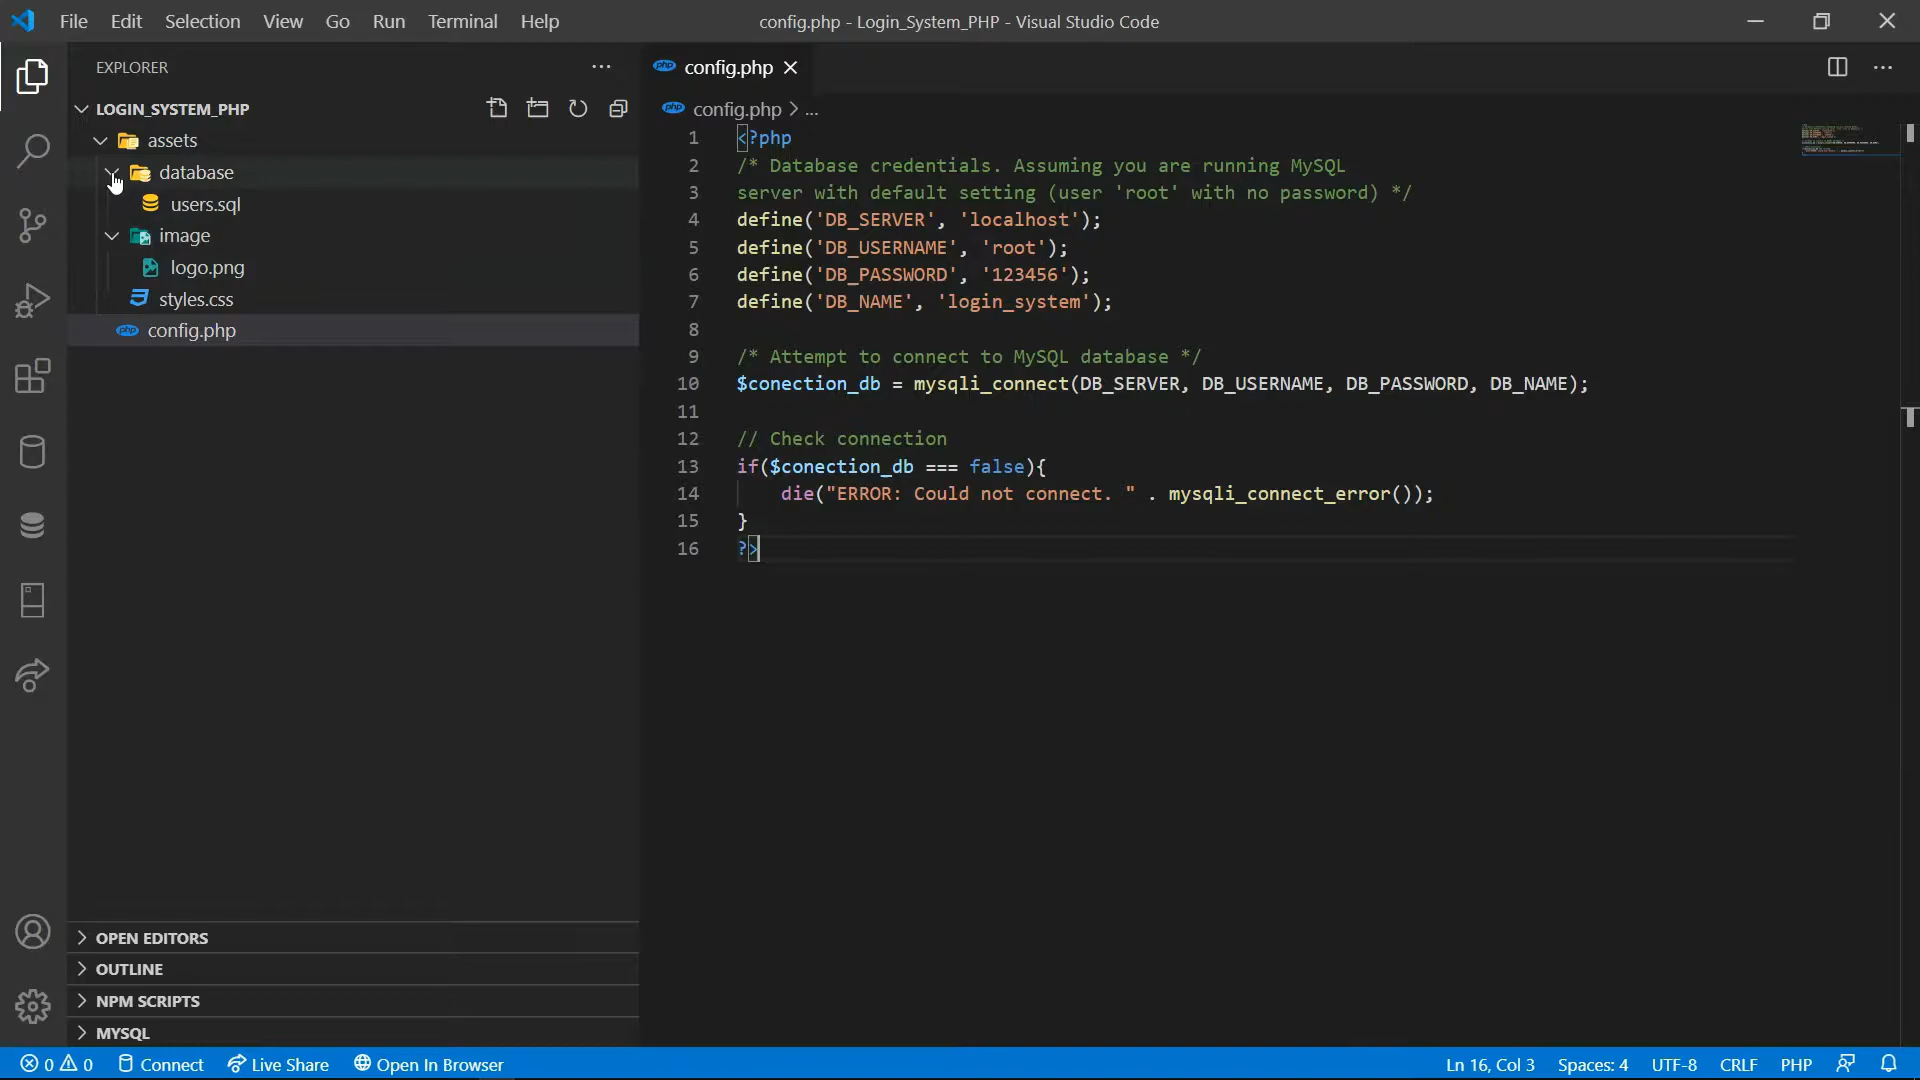 File Edit Selection View Go Run Terminal Help
config.php - Login_System_PHP - Visual Studio Code
EXPLORER
LOGIN_SYSTEM_PHP
assets
database
users.sql
image
logo.png
styles.css
config.php
OPEN EDITORS
OUTLINE
NPM SCRIPTS
MYSQL
php config.php
php config.php > ...
1 <?php
2 /* Database credentials. Assuming you are running MySQL
3 server with default setting (user 'root' with no password) */
4 define('DB_SERVER', 'localhost');
5 define('DB_USERNAME', 'root');
6 define('DB_PASSWORD', '123456');
7 define('DB_NAME', 'login_system');
8
9 /* Attempt to connect to MySQL database */
10 $conection_db = mysqli_connect(DB_SERVER, DB_USERNAME, DB_PASSWORD, DB_NAME);
11
12 // Check connection
13 if($conection_db === false){
14 die("ERROR: Could not connect. " . mysqli_connect_error());
15 }
16 ?>
0 0 Connect Live Share Open In Browser
Ln 16, Col 3 Spaces: 4 UTF-8 CRLF PHP